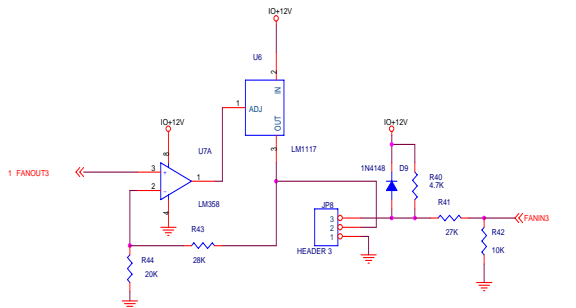 IO+12V
U6
2
IN
1
ADJ
OUT
3
LM1117
IO+12V
U7A
8
1 FANOUT3
3
+
2
-
1
4
LM358
R43
28K
R44
20K
IO+12V
1N4148
D9
R40
4.7K
JP8
3
2
1
HEADER 3
R41
27K
FANIN3
R42
10K